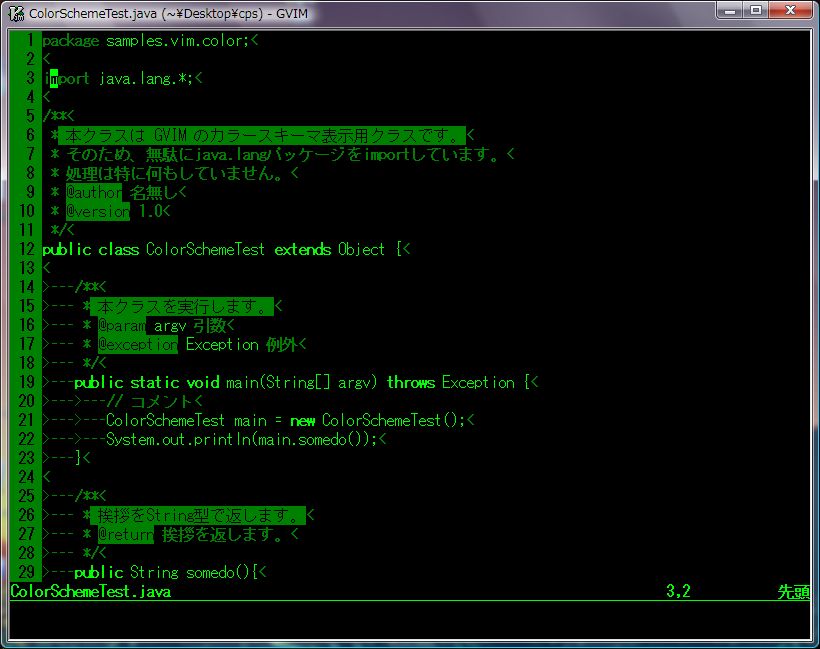 ColorSchemeTest.java (~¥Desktop¥cps) - GVIM
1 package samples.vim.color;<
2 <
3 import java.lang.*;<
4 <
5 /**<
6  * 本クラスは GVIM のカラースキーマ表示用クラスです。<
7  * そのため、無駄にjava.langパッケージをimportしています。<
8  * 処理は特に何もしていません。<
9  * @author 名無し<
10  * @version 1.0<
11  */<
12 public class ColorSchemeTest extends Object {<
13 <
14 >---/**<
15 >--- * 本クラスを実行します。<
16 >--- * @param argv 引数<
17 >--- * @exception Exception 例外<
18 >--- */<
19 >---public static void main(String[] argv) throws Exception {<
20 >--->---// コメント<
21 >--->---ColorSchemeTest main = new ColorSchemeTest();<
22 >--->---System.out.println(main.somedo());<
23 >---}<
24 <
25 >---/**<
26 >--- * 挨拶をString型で返します。<
27 >--- * @return 挨拶を返します。<
28 >--- */<
29 >---public String somedo(){<
ColorSchemeTest.java 3,2 先頭